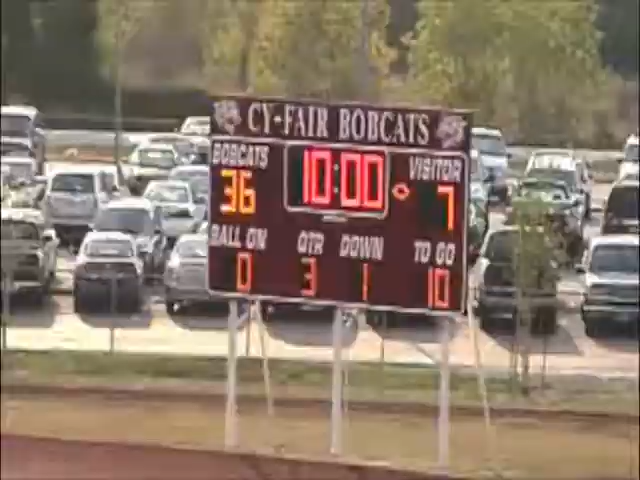 CY-FAIR BOBCATS
BOBCATS 10:00 VISITOR
36 7
BALL ON QTR DOWN TO GO
0 3 1 10